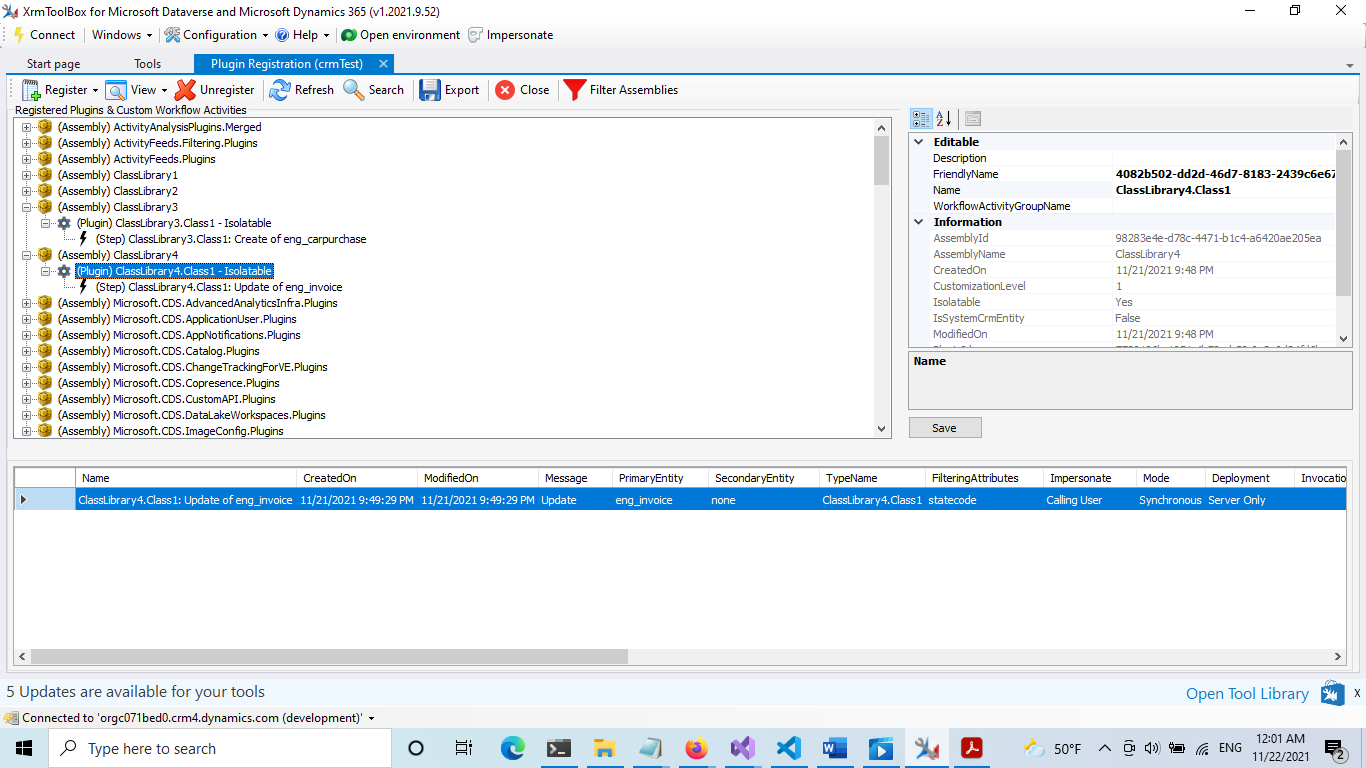 XrmToolBox for Microsoft Dataverse and Microsoft Dynamics 365 (v1.2021.9.52)
Connect Windows Configuration Help Open environment Impersonate
Start page Tools Plugin Registration (crmTest)
Register View Unregister Refresh Search Export Close Filter Assemblies
Registered Plugins & Custom Workflow Activities
(Assembly) ActivityAnalysisPlugins.Merged
(Assembly) ActivityFeeds.Filtering.Plugins
(Assembly) ActivityFeeds.Plugins
(Assembly) ClassLibrary1
(Assembly) ClassLibrary2
(Assembly) ClassLibrary3
(Plugin) ClassLibrary3.Class1 - Isolatable
(Step) ClassLibrary3.Class1: Create of eng_carpurchase
(Assembly) ClassLibrary4
(Plugin) ClassLibrary4.Class1 - Isolatable
(Step) ClassLibrary4.Class1: Update of eng_invoice
(Assembly) Microsoft.CDS.AdvancedAnalyticsInfra.Plugins
(Assembly) Microsoft.CDS.ApplicationUser.Plugins
(Assembly) Microsoft.CDS.AppNotifications.Plugins
(Assembly) Microsoft.CDS.Catalog.Plugins
(Assembly) Microsoft.CDS.ChangeTrackingForVE.Plugins
(Assembly) Microsoft.CDS.Copresence.Plugins
(Assembly) Microsoft.CDS.CustomAPI.Plugins
(Assembly) Microsoft.CDS.DataLakeWorkspaces.Plugins
(Assembly) Microsoft.CDS.ImageConfig.Plugins
Editable
Description
FriendlyName 4082b502-dd2d-46d7-8183-2439c6e67
Name ClassLibrary4.Class1
WorkflowActivityGroupName
Information
AssemblyId 98283e4e-d78c-4471-b1c4-a6420ae205ea
AssemblyName ClassLibrary4
CreatedOn 11/21/2021 9:48 PM
CustomizationLevel 1
Isolatable Yes
IsSystemCrmEntity False
ModifiedOn 11/21/2021 9:48 PM
Name
Save
Name CreatedOn ModifiedOn Message PrimaryEntity SecondaryEntity TypeName FilteringAttributes Impersonate Mode Deployment Invocatio
ClassLibrary4.Class1: Update of eng_invoice 11/21/2021 9:49:29 PM 11/21/2021 9:49:29 PM Update eng_invoice none ClassLibrary4.Class1 statecode Calling User Synchronous Server Only
5 Updates are available for your tools
Open Tool Library X
Connected to 'orgc071bed0.crm4.dynamics.com (development)'
Type here to search
50°F ENG
12:01 AM
11/22/2021
2